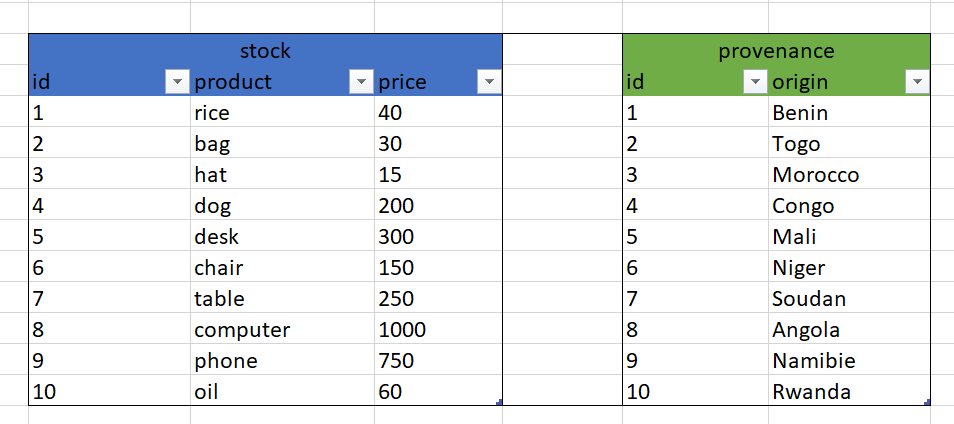 stock provenance
id product price id origin
1 rice 40 1 Benin
2 bag 30 2 Togo
3 hat 15 3 Morocco
4 dog 200 4 Congo
5 desk 300 5 Mali
6 chair 150 6 Niger
7 table 250 7 Soudan
8 computer 1000 8 Angola
9 phone 750 9 Namibie
10 oil 60 10 Rwanda